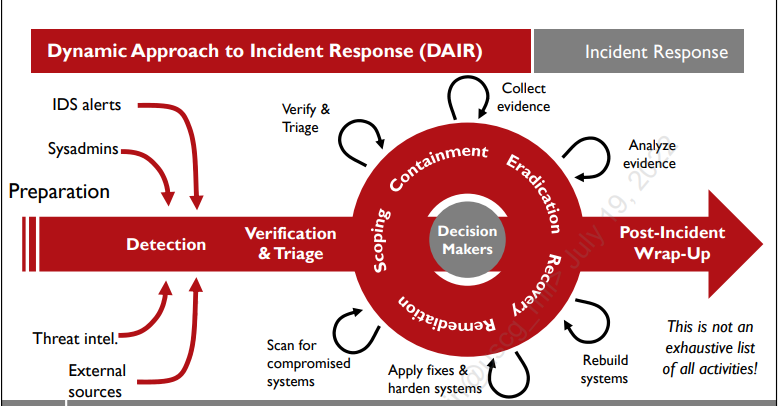 Dynamic Approach to Incident Response (DAIR)
Incident Response
IDS alerts
Sysadmins
Preparation
Detection
Verification
& Triage
Threat intel.
External
sources
Verify &
Triage
Collect
evidence
Analyze
evidence
Scoping
Containment
Eradication
Recovery
Remediation
Decision
Makers
Scan for
compromised
systems
Apply fixes &
harden systems
Rebuild
systems
Post-Incident
Wrap-Up
This is not an
exhaustive list
of all activities!